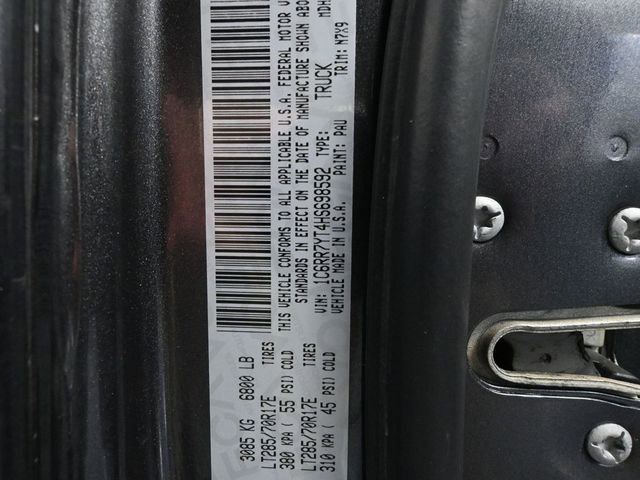 3085 KG 6800 LB
LT285/70R17E TIRES
380 KPA ( 55 PSI) COLD
LT285/70R17E TIRES
310 KPA ( 45 PSI) COLD
THIS VEHICLE CONFORMS TO ALL APPLICABLE U.S.A. FEDERAL MOTOR V
STANDARDS IN EFFECT ON THE DATE OF MANUFACTURE SHOWN ABO
VIN: 1C6RR7YT4HS698592 TYPE: TRUCK MDH
VEHICLE MADE IN U.S.A. PAINT: PAU TRIM: N7X9